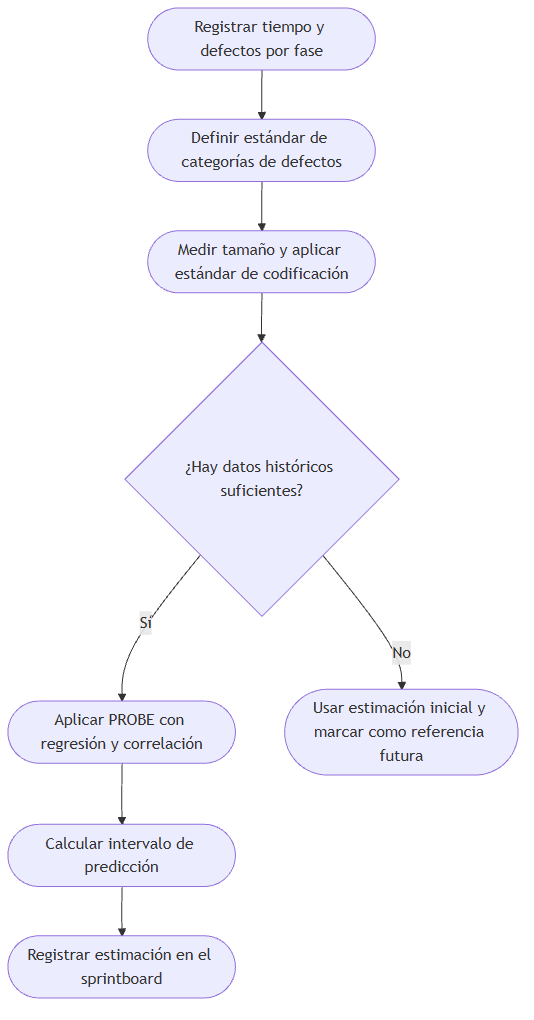 Registrar tiempo y
defectos por fase
Definir estándar de
categorías de defectos
Medir tamaño y aplicar
estándar de codificación
¿Hay datos históricos
suficientes?
Sí
No
Aplicar PROBE con
regresión y correlación
Usar estimación inicial y
marcar como referencia
futura
Calcular intervalo de
predicción
Registrar estimación en el
sprintboard